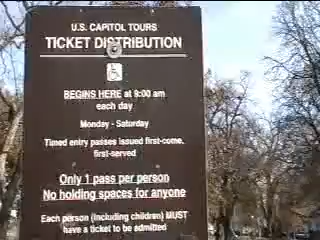 U.S. CAPITOL TOURS
TICKET DISTRIBUTION
BEGINS HERE at 9:00 am
each day
Monday - Saturday
Timed entry passes issued first-come,
first-served
Only 1 pass per person
No holding spaces for anyone
Each person (including children) MUST
have a ticket to be admitted